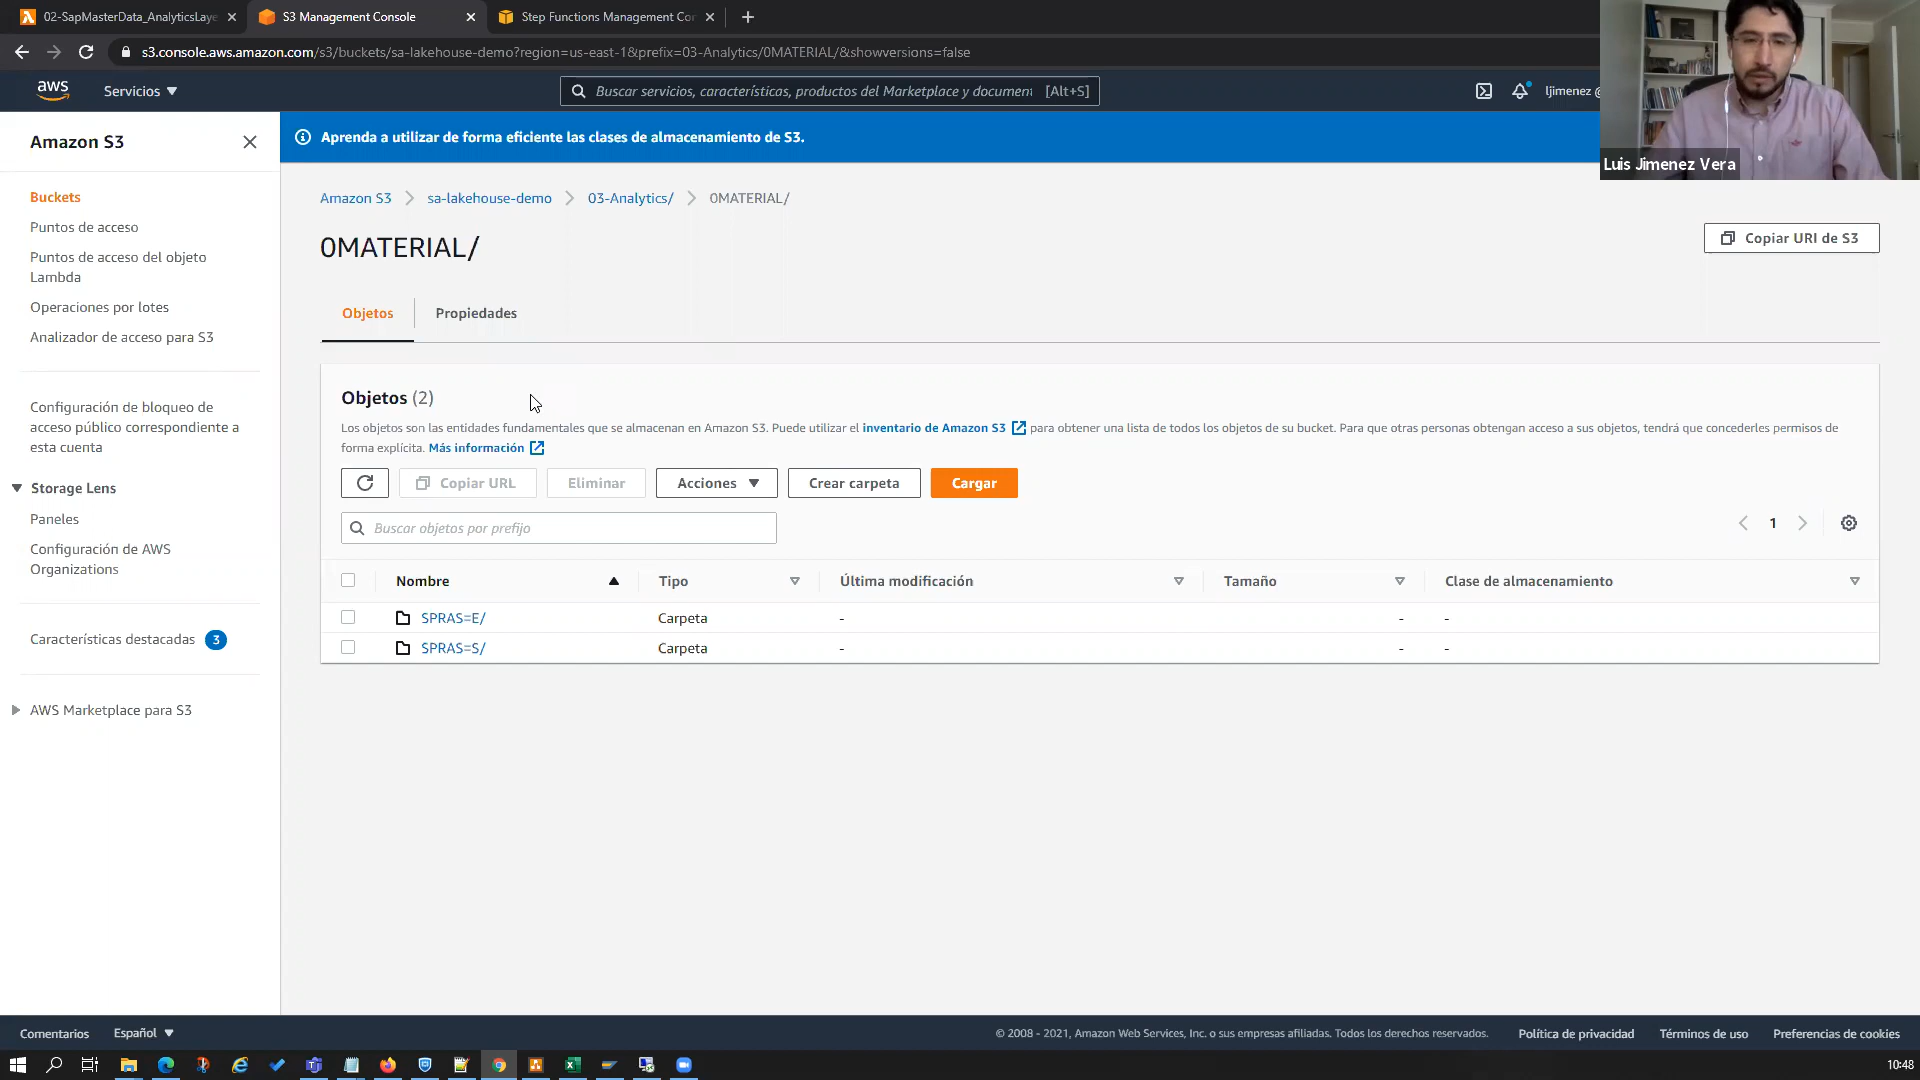 02-SapMasterData_AnalyticsLaye
S3 Management Console
Step Functions Management Con
s3.console.aws.amazon.com/s3/buckets/sa-lakehouse-demo?region=us-east-1&prefix=03-Analytics/0MATERIAL/&showversions=false
aws
Servicios
Buscar servicios, características, productos del Marketplace y document
[Alt+S]
ljimenez @
Luis Jimenez Vera
Amazon S3
Aprenda a utilizar de forma eficiente las clases de almacenamiento de S3.
Buckets
Puntos de acceso
Puntos de acceso del objeto
Lambda
Operaciones por lotes
Analizador de acceso para S3
Configuración de bloqueo de
acceso público correspondiente a
esta cuenta
Storage Lens
Paneles
Configuración de AWS
Organizations
Características destacadas 3
AWS Marketplace para S3
Amazon S3 > sa-lakehouse-demo > 03-Analytics/ > 0MATERIAL/
0MATERIAL/
Copiar URI de S3
Objetos
Propiedades
Objetos (2)
Los objetos son las entidades fundamentales que se almacenan en Amazon S3. Puede utilizar el inventario de Amazon S3 para obtener una lista de todos los objetos de su bucket. Para que otras personas obtengan acceso a sus objetos, tendrá que concederles permisos de
forma explícita. Más información
Copiar URL
Eliminar
Acciones
Crear carpeta
Cargar
Buscar objetos por prefijo
1
Nombre Tipo Última modificación Tamaño Clase de almacenamiento
SPRAS=E/ Carpeta - - -
SPRAS=S/ Carpeta - - -
Comentarios
Español
© 2008 - 2021, Amazon Web Services, Inc. o sus empresas afiliadas. Todos los derechos reservados.
Política de privacidad
Términos de uso
Preferencias de cookies
10:48